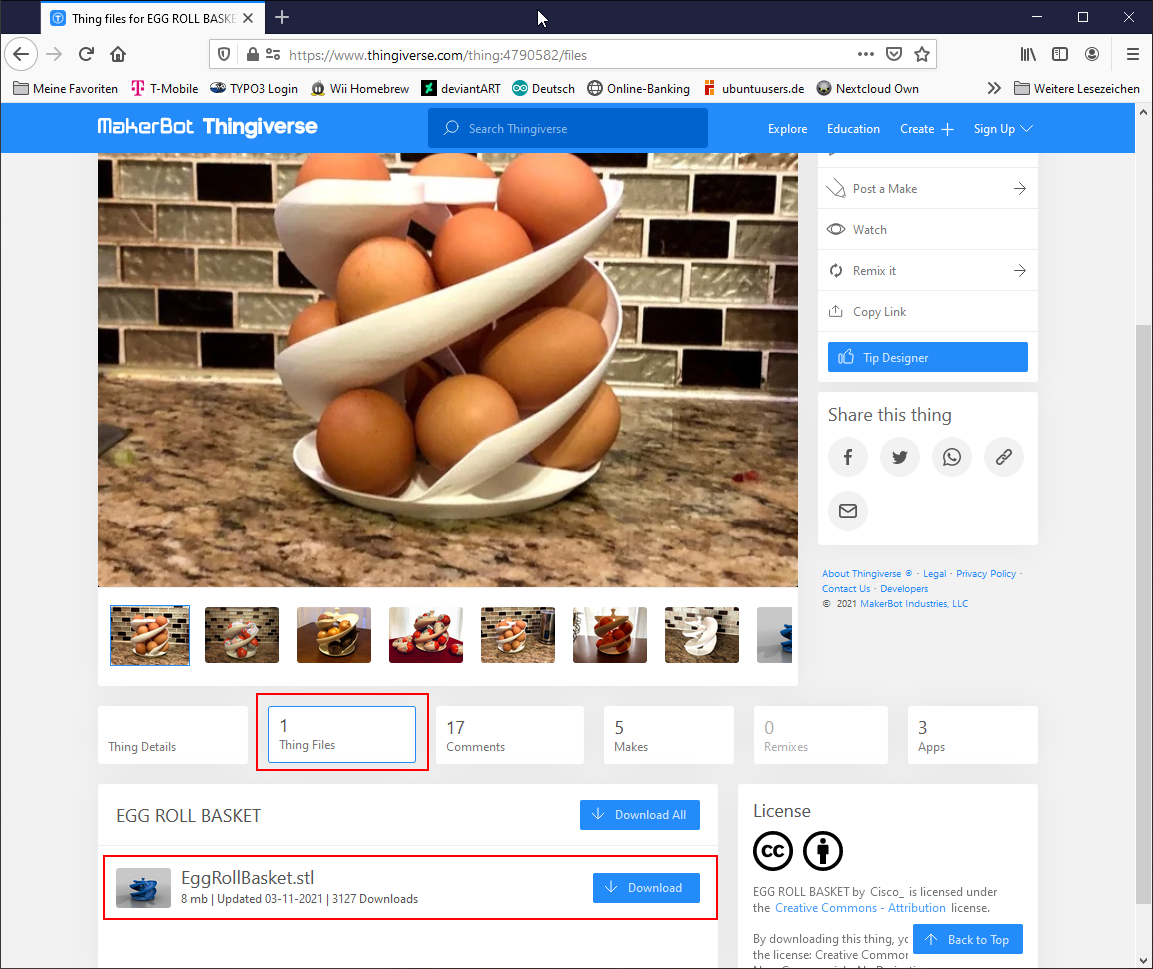 Thing files for EGG ROLL BASKE
https://www.thingiverse.com/thing:4790582/files
Meine Favoriten
T-Mobile
TYPO3 Login
Wii Homebrew
deviantART
Deutsch
Online-Banking
ubuntuusers.de
Nextcloud Own
Weitere Lesezeichen
MakerBot Thingiverse
Search Thingiverse
Explore
Education
Create
Sign Up
Post a Make
Watch
Remix it
Copy Link
Tip Designer
Share this thing
About Thingiverse ® · Legal · Privacy Policy ·
Contact Us · Developers
© 2021 MakerBot Industries, LLC
Thing Details
1
Thing Files
17
Comments
5
Makes
0
Remixes
3
Apps
EGG ROLL BASKET
Download All
EggRollBasket.stl
8 mb | Updated 03-11-2021 | 3127 Downloads
Download
License
cc
EGG ROLL BASKET by Cisco_ is licensed under
the Creative Commons - Attribution license.
By downloading this thing, yo
the license: Creative Common
Back to Top